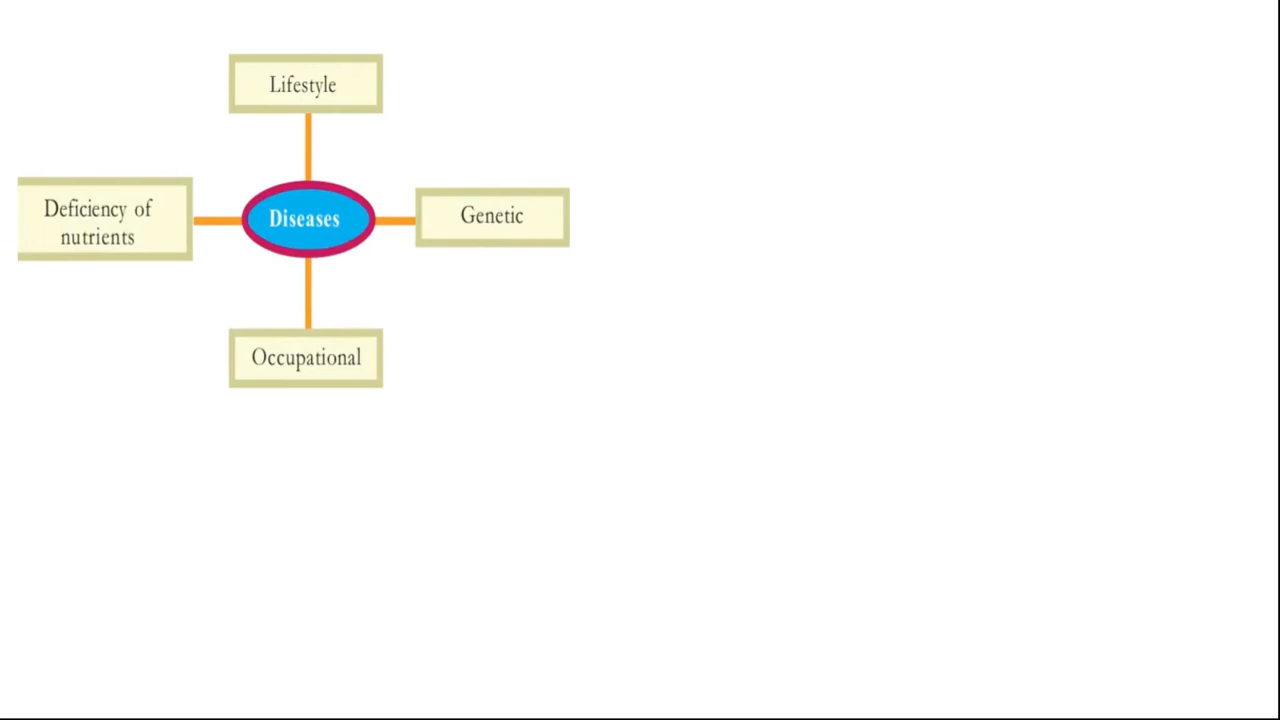 Lifestyle
Deficiency of
nutrients
Diseases
Genetic
Occupational